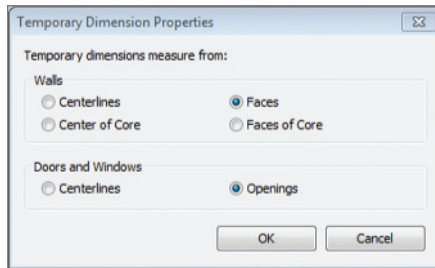 Temporary Dimension Properties
Temporary dimensions measure from:
Walls
Centerlines Faces
Center of Core Faces of Core
Doors and Windows
Centerlines Openings
OK Cancel